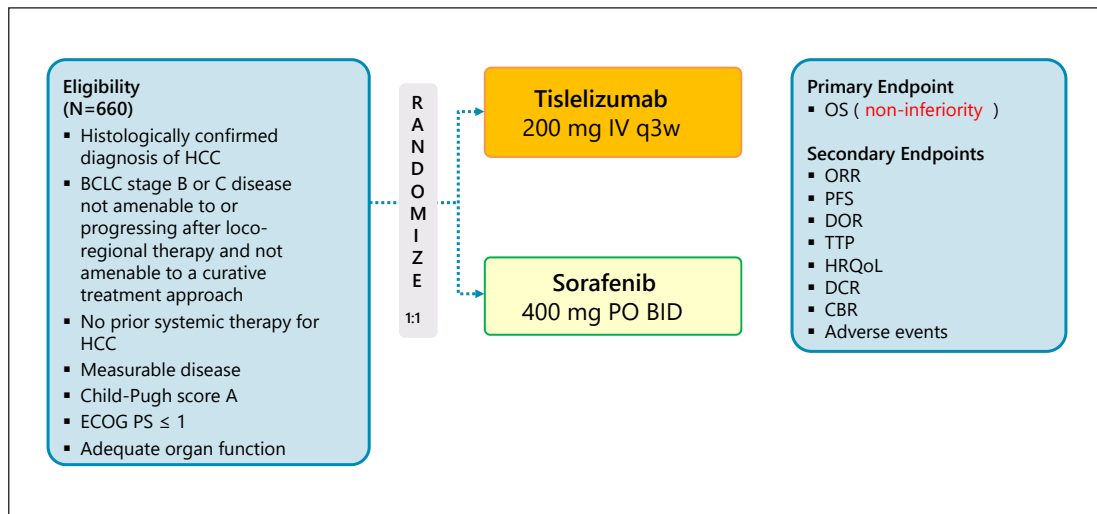 Eligibility
(N=660)
▪ Histologically confirmed
diagnosis of HCC
▪ BCLC stage B or C disease
not amenable to or
progressing after loco-
regional therapy and not
amenable to a curative
treatment approach
▪ No prior systemic therapy for
HCC
▪ Measurable disease
▪ Child-Pugh score A
▪ ECOG PS ≤ 1
▪ Adequate organ function
R
A
N
D
O
M
I
Z
E
1:1
Tislelizumab
200 mg IV q3w
Sorafenib
400 mg PO BID
Primary Endpoint
▪ OS ( non-inferiority )
Secondary Endpoints
▪ ORR
▪ PFS
▪ DOR
▪ TTP
▪ HRQoL
▪ DCR
▪ CBR
▪ Adverse events